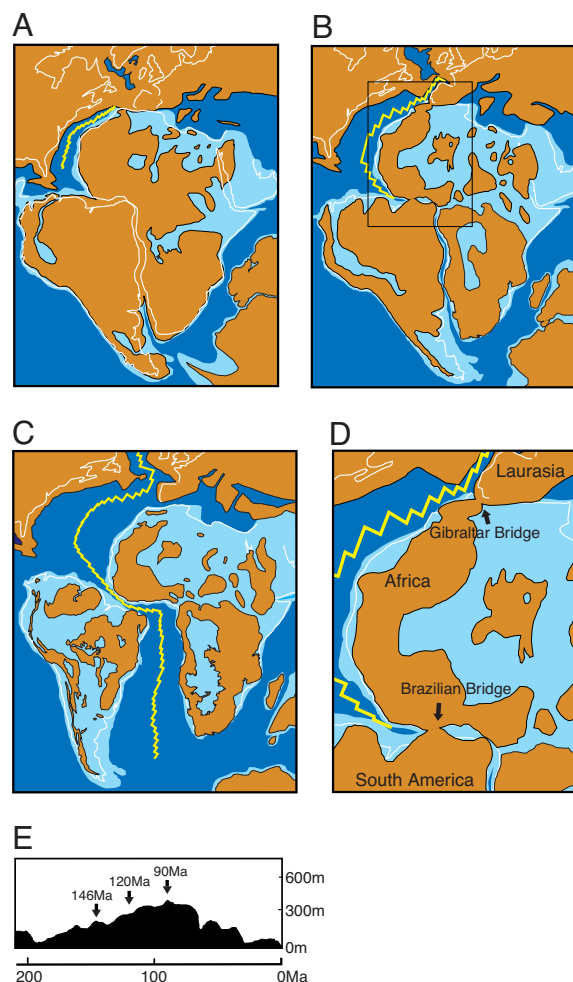 A
B
C
D
Laurasia
Gibraltar Bridge
Africa
Brazilian Bridge
South America
E
90Ma
120Ma
146Ma
600m
300m
0m
200
100
0Ma